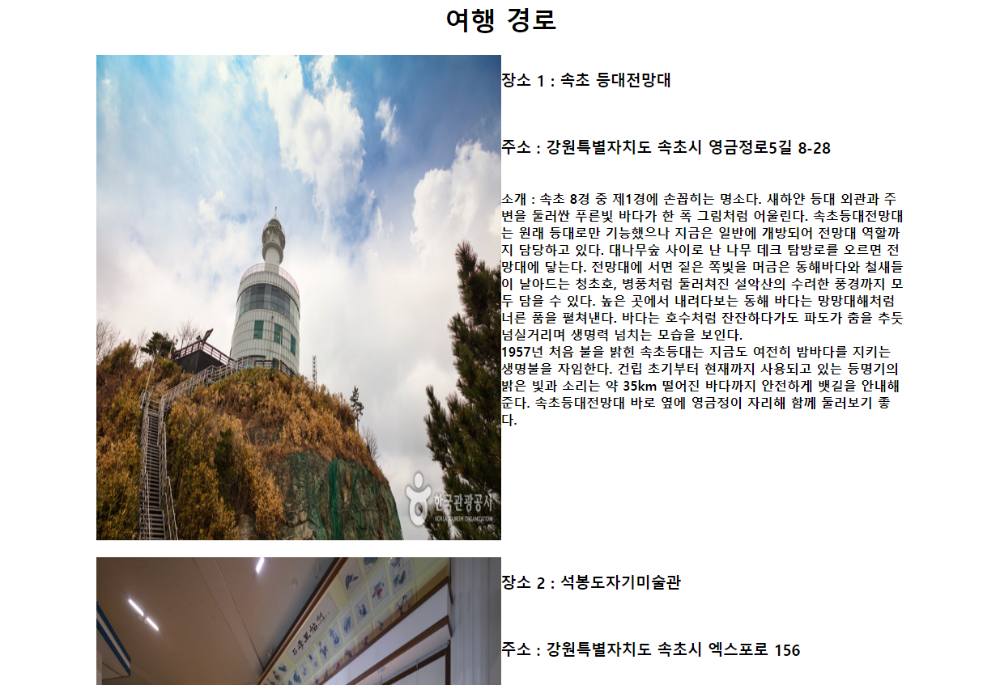 여행 경로
장소 1 : 속초 등대전망대
주소 : 강원특별자치도 속초시 영금정로5길 8-28
소개 : 속초 8경 중 제1경에 손꼽히는 명소다. 새하얀 등대 외관과 주
변을 둘러싼 푸른빛 바다가 한 폭 그림처럼 어울린다. 속초등대전망대
는 원래 등대로만 기능했으나 지금은 일반에 개방되어 전망대 역할까
지 담당하고 있다. 대나무숲 사이로 난 나무 데크 탐방로를 오르면 전
망대에 닿는다. 전망대에 서면 짙은 쪽빛을 머금은 동해바다와 철새들
이 날아드는 청초호, 병풍처럼 둘러쳐진 설악산의 수려한 풍경까지 모
두 담을 수 있다. 높은 곳에서 내려다보는 동해 바다는 망망대해처럼
너른 품을 펼쳐낸다. 바다는 호수처럼 잔잔하다가도 파도가 춤을 추듯
넘실거리며 생명력 넘치는 모습을 보인다.
1957년 처음 불을 밝힌 속초등대는 지금도 여전히 밤바다를 지키는
생명불을 자임한다. 건립 초기부터 현재까지 사용되고 있는 등명기의
밝은 빛과 소리는 약 35km 떨어진 바다까지 안전하게 뱃길을 안내해
준다. 속초등대전망대 바로 옆에 영금정이 자리해 함께 둘러보기 좋
다.
한국관광공사
KOREA TOURISM ORGANIZATION
장소 2 : 석봉도자기미술관
주소 : 강원특별자치도 속초시 엑스포로 156